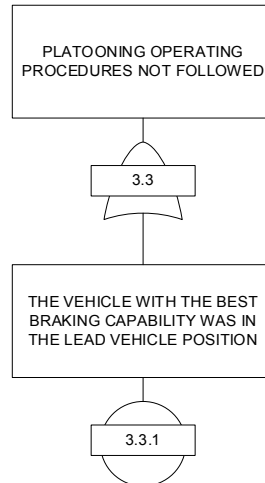 PLATOONING OPERATING
PROCEDURES NOT FOLLOWED
3.3
THE VEHICLE WITH THE BEST
BRAKING CAPABILITY WAS IN
THE LEAD VEHICLE POSITION
3.3.1